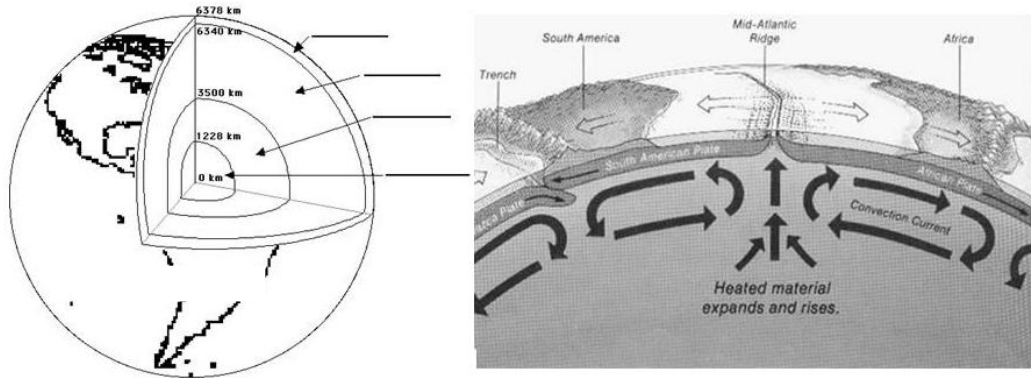 6378 km
6340 km
3500 km
1228 km
0 km
Mid-Atlantic
Ridge
South America
Africa
Trench
South American Plate
African Plate
Plate
Convection Current
Heated material
expands and rises.